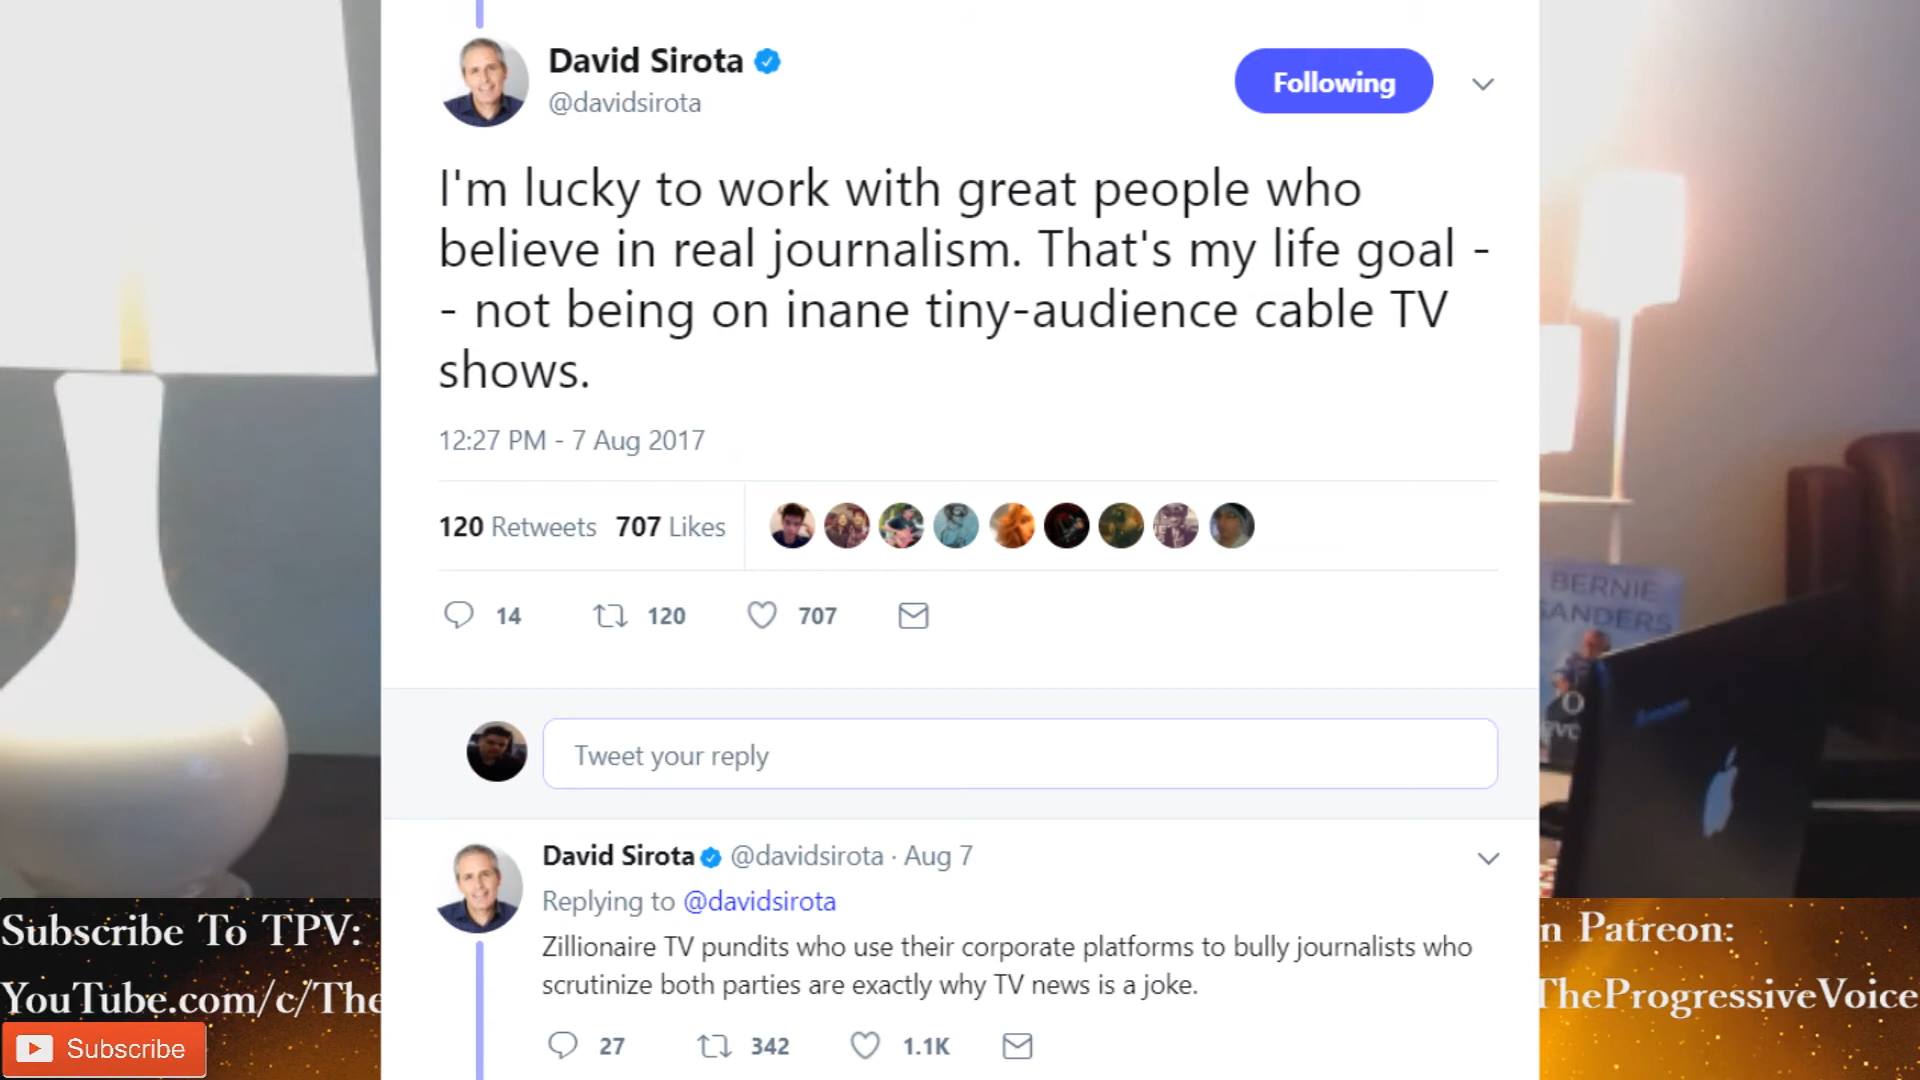 David Sirota
@davidsirota
Following
I'm lucky to work with great people who
believe in real journalism. That's my life goal -
- not being on inane tiny-audience cable TV
shows.
12:27 PM - 7 Aug 2017
120 Retweets 707 Likes
14 120 707
BERNIE
SANDERS
Tweet your reply
David Sirota @davidsirota · Aug 7
Replying to @davidsirota
Zillionaire TV pundits who use their corporate platforms to bully journalists who
scrutinize both parties are exactly why TV news is a joke.
27 342 1.1K
Subscribe To TPV:
YouTube.com/c/The
Subscribe
n Patreon:
TheProgressiveVoice